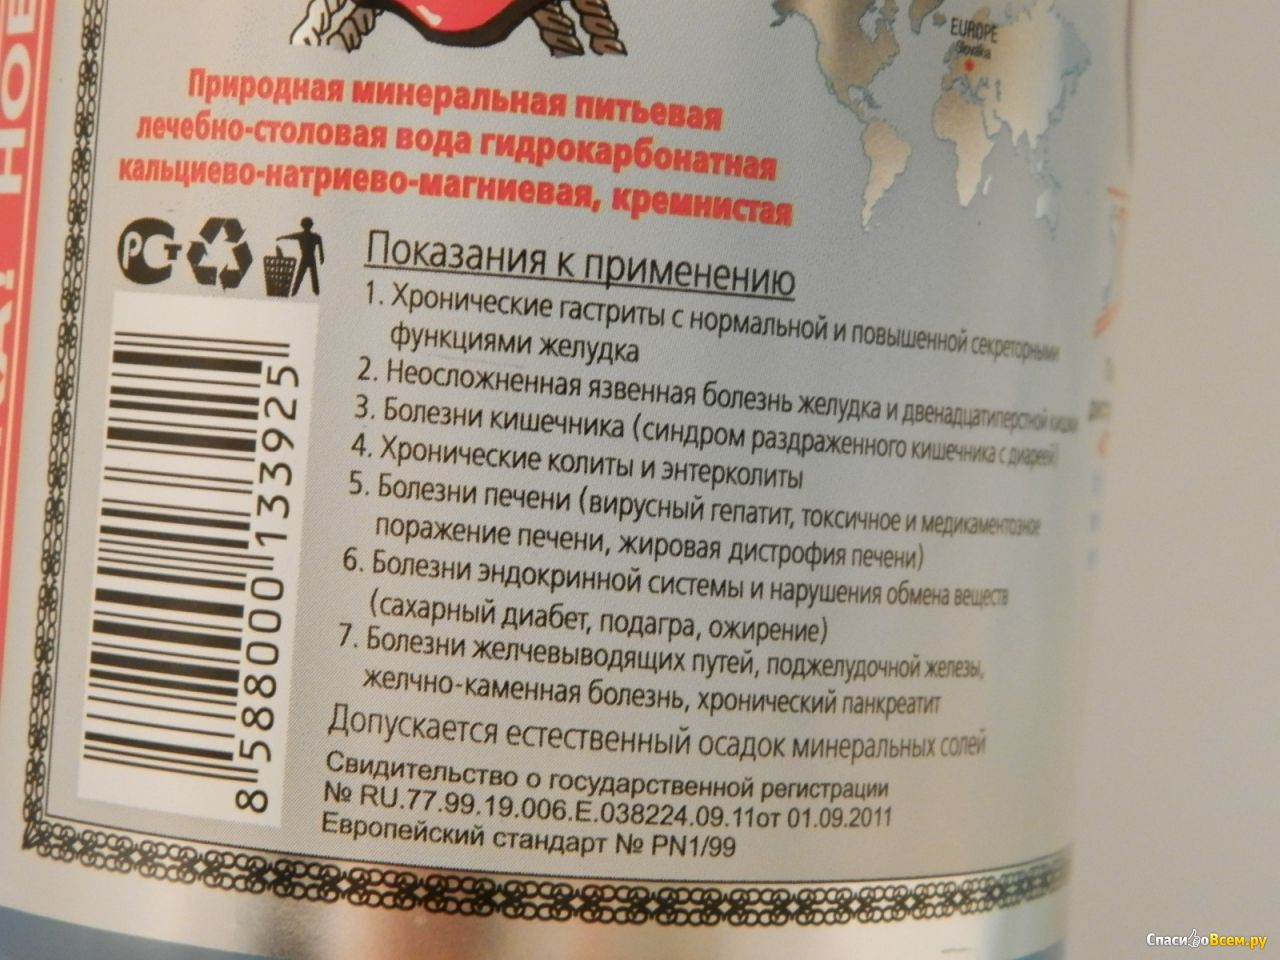 EUROPE
Slovakia
Природная минеральная питьевая
лечебно-столовая вода гидрокарбонатная
кальциево-натриево-магниевая, кремнистая
РСТ
Показания к применению
1. Хронические гастриты с нормальной и повышенной секреторными
функциями желудка
2. Неосложненная язвенная болезнь желудка и двенадцатиперстной кишки
3. Болезни кишечника (синдром раздраженного кишечника с диареей)
4. Хронические колиты и энтерколиты
5. Болезни печени (вирусный гепатит, токсичное и медикаментозное
поражение печени, жировая дистрофия печени)
6. Болезни эндокринной системы и нарушения обмена веществ
(сахарный диабет, подагра, ожирение)
7. Болезни желчевыводящих путей, поджелудочной железы,
желчно-каменная болезнь, хронический панкреатит
Допускается естественный осадок минеральных солей
Свидетельство о государственной регистрации
№ RU.77.99.19.006.E.038224.09.11от 01.09.2011
Европейский стандарт № PN1/99
8 588000 133925
СпасибоВсем.ру